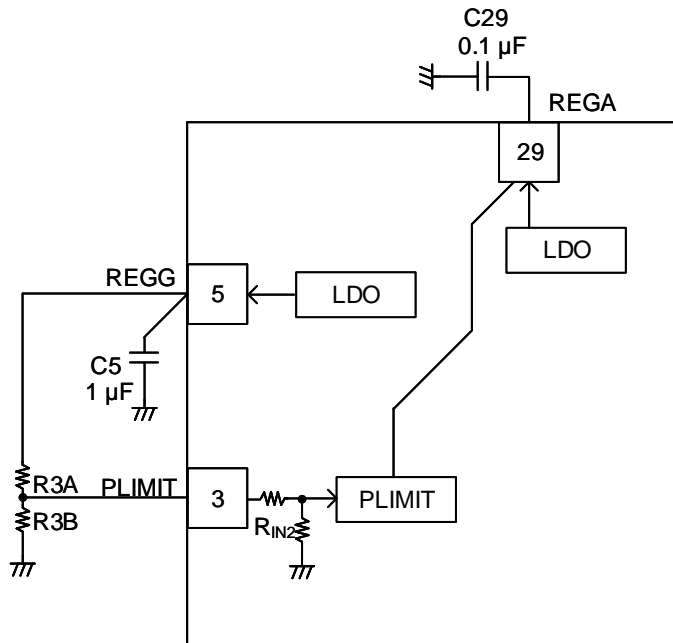 C29
0.1 µF
REGA
29
LDO
REGG
5
LDO
C5
1 µF
R3A
PLIMIT
3
PLIMIT
R3B
RIN2